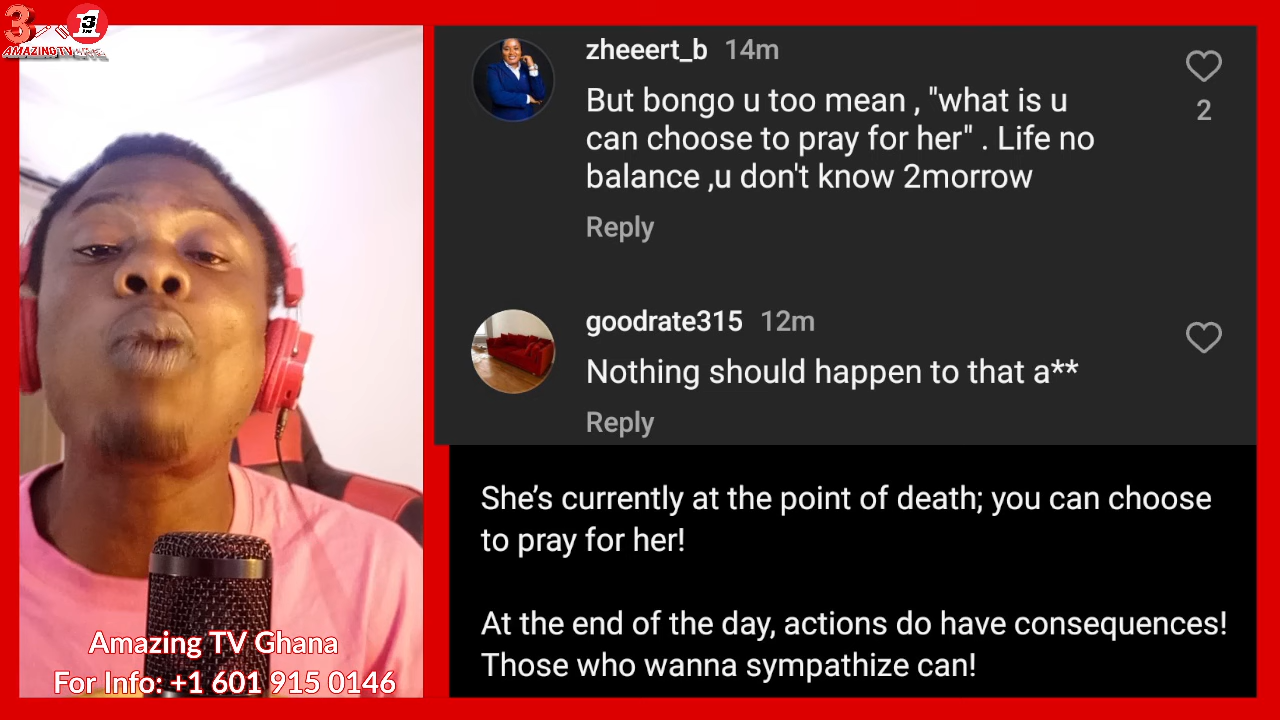 3
13
AMAZING TV
LIVE
zheeert_b 14m
But bongo u too mean , "what is u
can choose to pray for her" . Life no
balance ,u don't know 2morrow
2
Reply
goodrate315 12m
Nothing should happen to that a**
Reply
She’s currently at the point of death; you can choose
to pray for her!
At the end of the day, actions do have consequences!
Those who wanna sympathize can!
Amazing TV Ghana
For Info: +1 601 915 0146